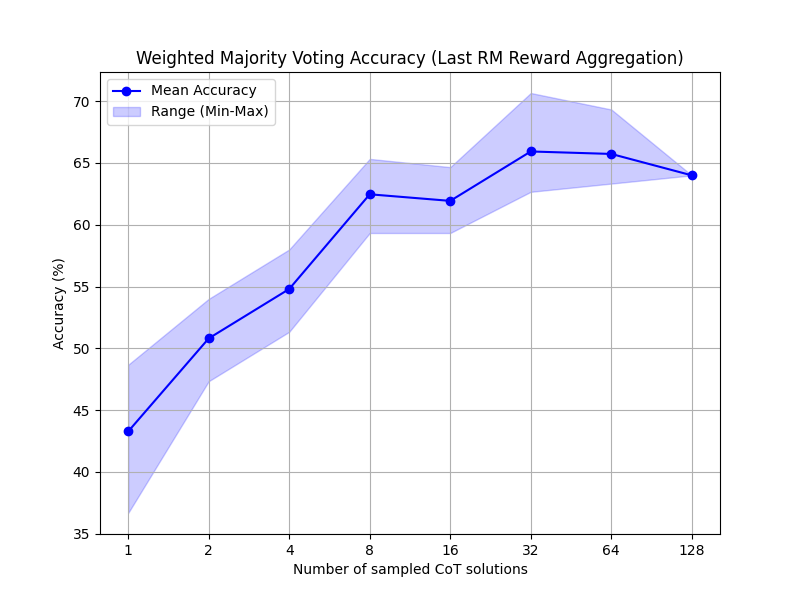 Weighted Majority Voting Accuracy (Last RM Reward Aggregation)
Mean Accuracy
Range (Min-Max)
Accuracy (%)
70
65
60
55
50
45
40
35
1 2 4 8 16 32 64 128
Number of sampled CoT solutions